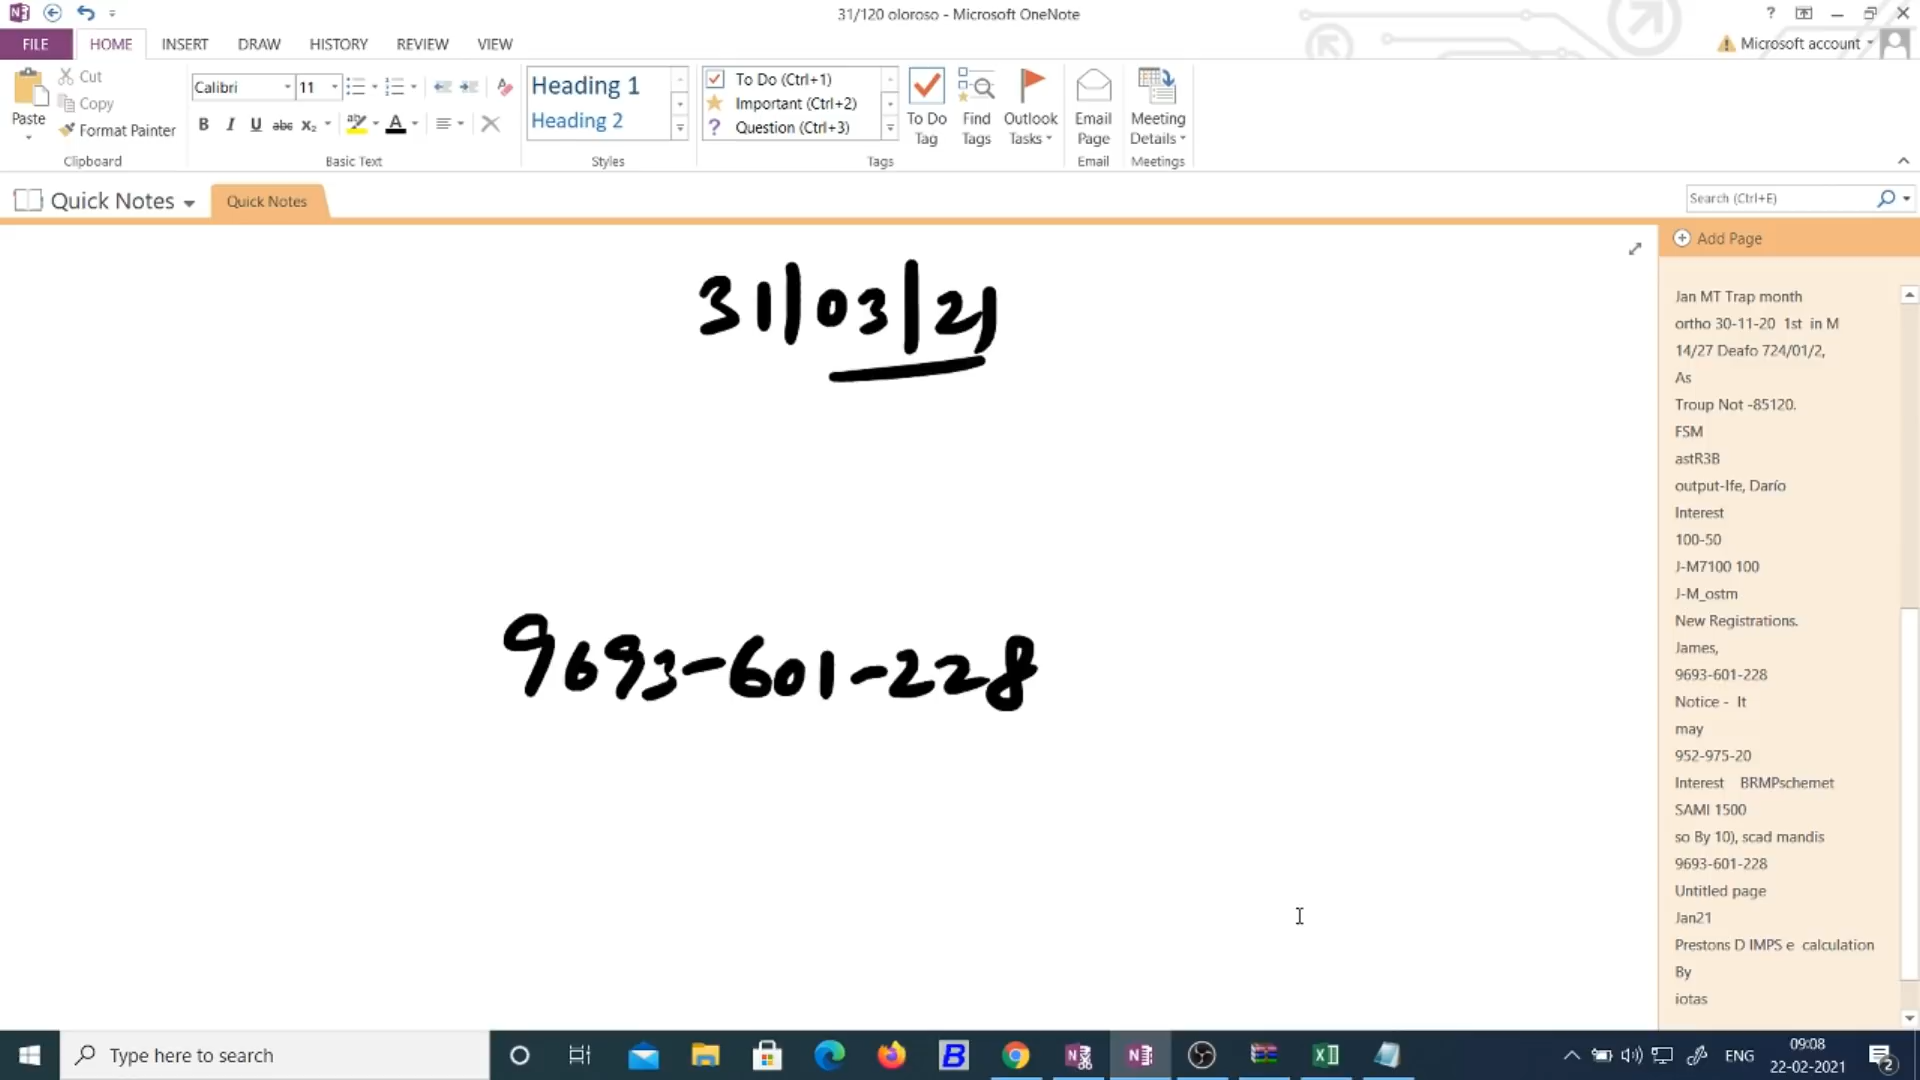 31/120 oloroso - Microsoft OneNote
?
FILE HOME INSERT DRAW HISTORY REVIEW VIEW
Microsoft account
Paste
Cut
Copy
Format Painter
Clipboard
Calibri 11
B I U abc X₂ aby A
Basic Text
Heading 1
Heading 2
Styles
To Do (Ctrl+1)
Important (Ctrl+2)
? Question (Ctrl+3)
Tags
To Do
Tag
Find
Tags
Outlook
Tasks
Email
Page
Email
Meeting
Details
Meetings
Quick Notes
Quick Notes
Search (Ctrl+E)
31/03/21
9693-601-228
Add Page
Jan MT Trap month
ortho 30-11-20 1st in M
14/27 Deafo 724/01/2,
As
Troup Not -85120.
FSM
astR3B
output-Ife, Darío
Interest
100-50
J-M7100 100
J-M_ostm
New Registrations.
James,
9693-601-228
Notice - It
may
952-975-20
Interest BRMPschemet
SAMI 1500
so By 10), scad mandis
9693-601-228
Untitled page
Jan21
Prestons D IMPS e calculation
By
iotas
Type here to search
B
ENG
09:08
22-02-2021
2